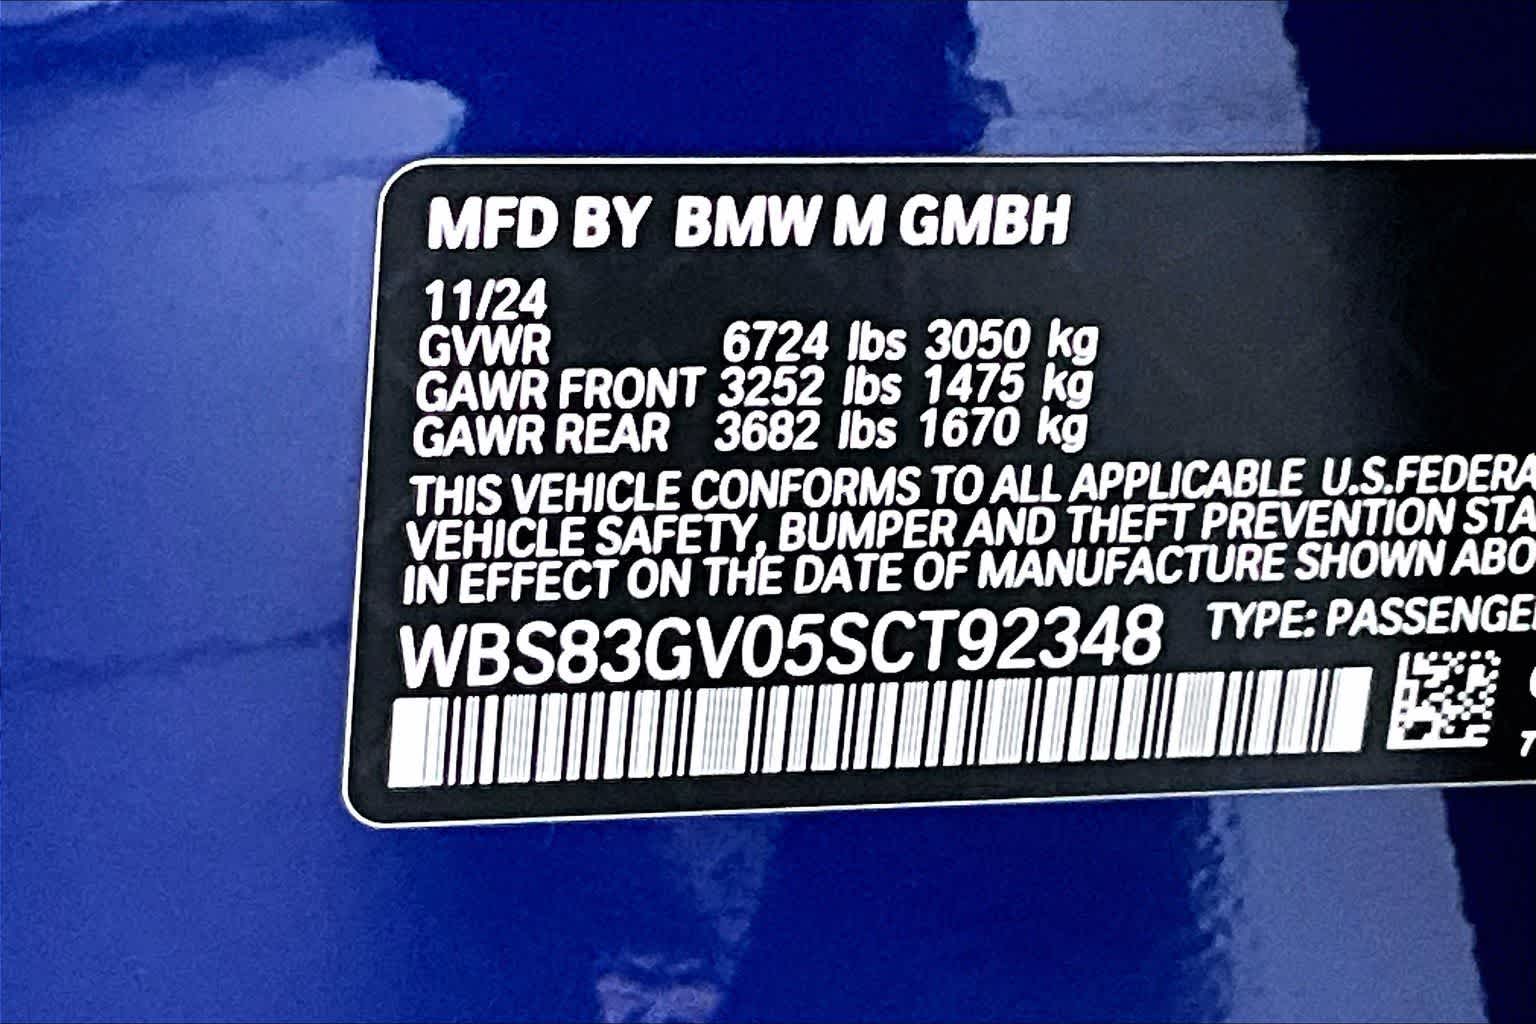 MFD BY BMW M GMBH
11/24
GVWR 6724 lbs 3050 kg
GAWR FRONT 3252 lbs 1475 kg
GAWR REAR 3682 lbs 1670 kg
THIS VEHICLE CONFORMS TO ALL APPLICABLE U.S.FEDERA
VEHICLE SAFETY, BUMPER AND THEFT PREVENTION STA
IN EFFECT ON THE DATE OF MANUFACTURE SHOWN ABO
WBS83GV05SCT92348 TYPE: PASSENGE
7